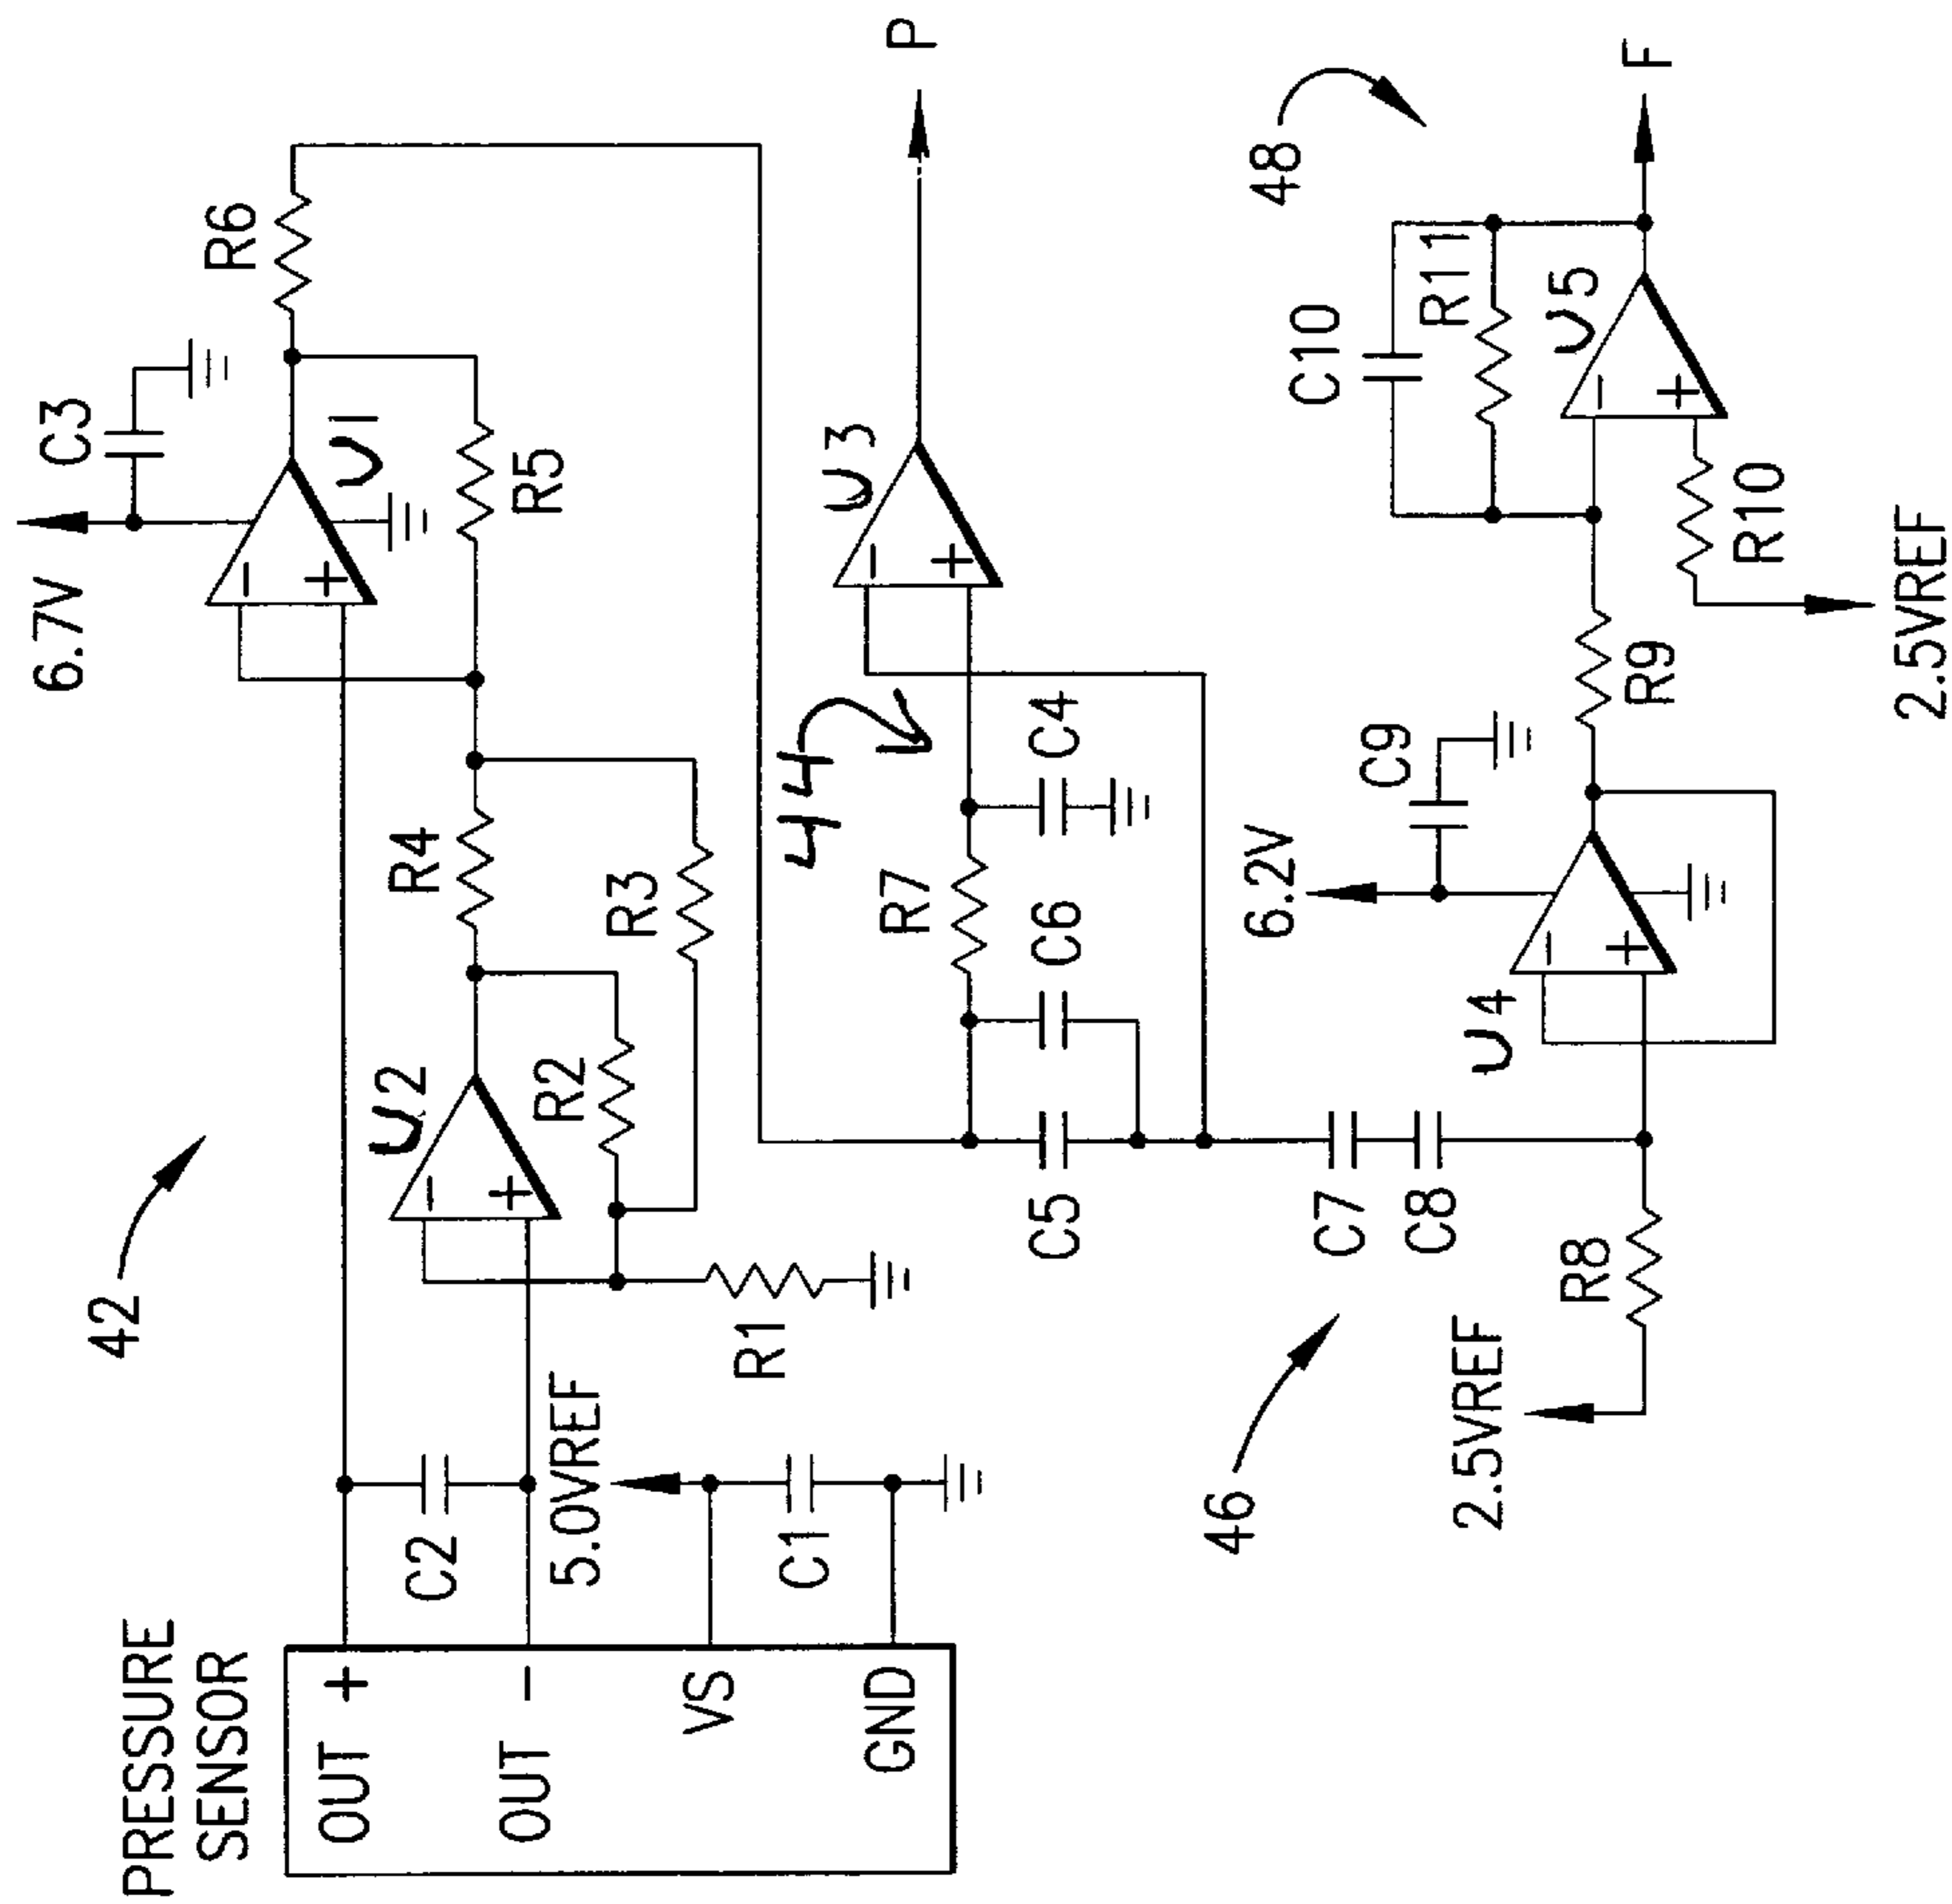 PRESSURE
SENSOR
OUT +
OUT −
VS
GND
42
C2
5.0VREF
C1
R1
U2
−
+
R2
R3
R4
6.7V
C3
U1
−
+
R5
R6
44
U3
−
+
P
R7
C4
C6
C5
46
C7
C8
2.5VREF
R8
U4
−
+
6.2V
C9
R9
48
C10
R11
U5
−
+
R10
2.5VREF
F